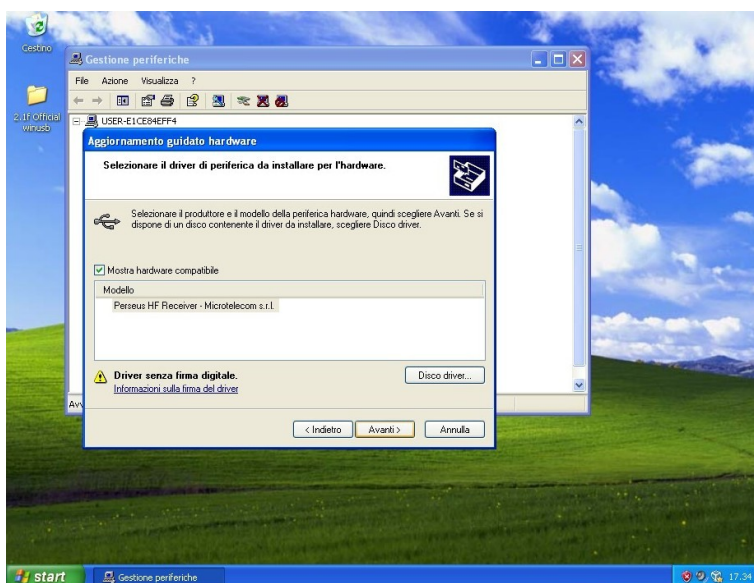 Cestino
2.1f Official
winusb
Gestione periferiche
File Azione Visualizza ?
USER-E1CE84EFF4
Aggiornamento guidato hardware
Selezionare il driver di periferica da installare per l'hardware.
Selezionare il produttore e il modello della periferica hardware, quindi scegliere Avanti. Se si
dispone di un disco contenente il driver da installare, scegliere Disco driver.
Mostra hardware compatibile
Modello
Perseus HF Receiver - Microtelecom s.r.l.
Driver senza firma digitale.
Disco driver...
Informazioni sulla firma del driver
Avv
< Indietro
Avanti >
Annulla
start
Gestione periferiche
17:34